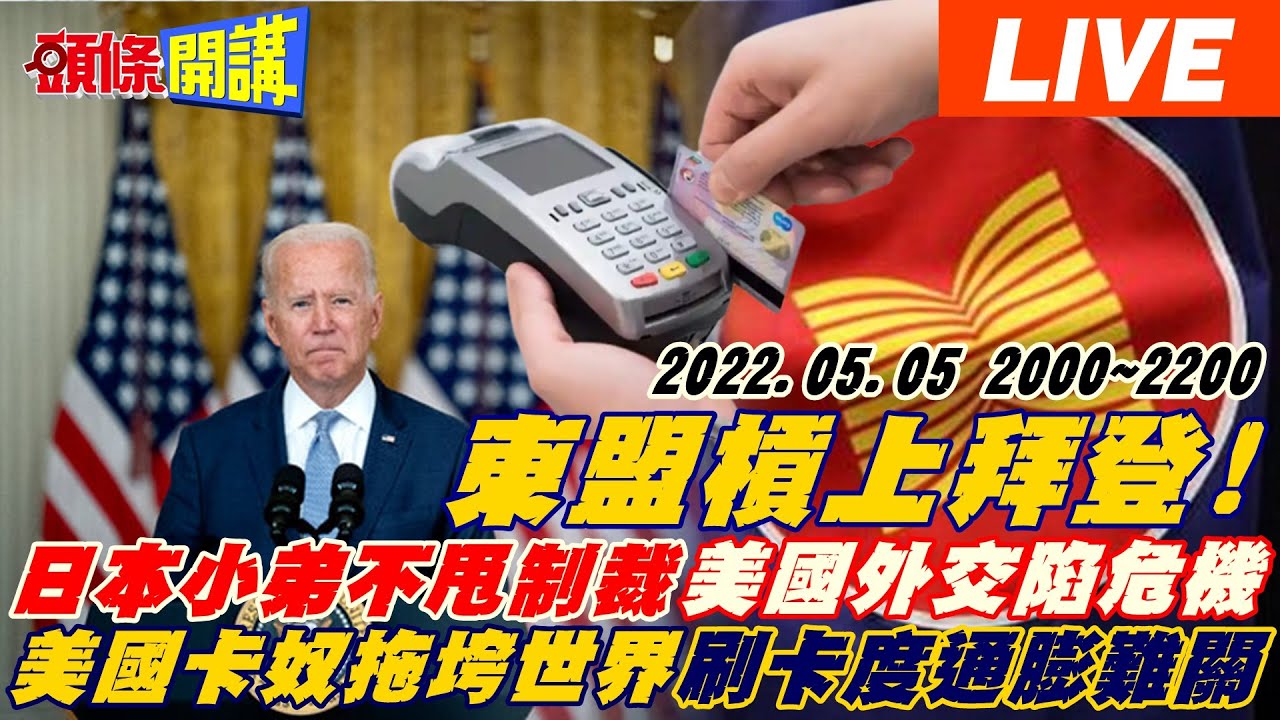 頭條開講
LIVE
2022.05.05 2000~2200
東盟槓上拜登!
日本小弟不甩制裁 美國外交陷危機
美國卡奴拖垮世界 刷卡度通膨難關